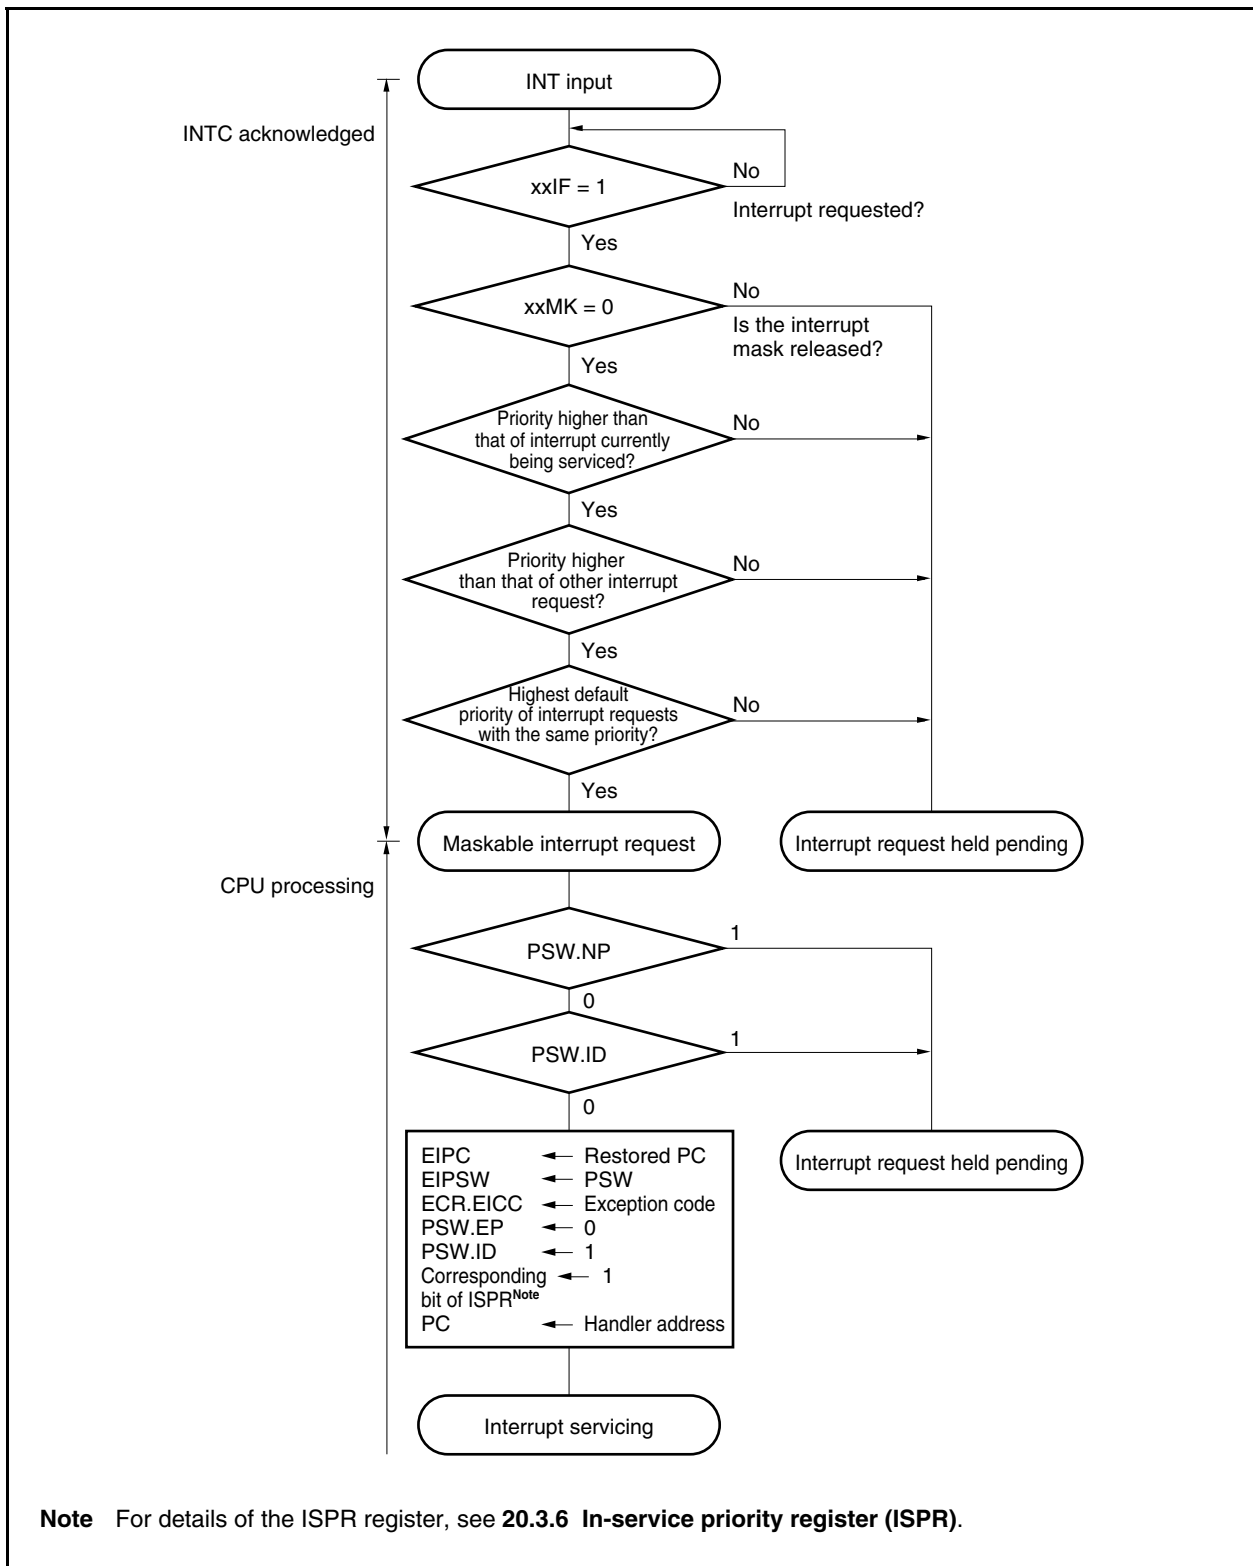 INT input
INTC acknowledged
xxIF = 1
No
Interrupt requested?
Yes
xxMK = 0
No
Is the interrupt
mask released?
Yes
Priority higher than
that of interrupt currently
being serviced?
No
Yes
Priority higher
than that of other interrupt
request?
No
Yes
Highest default
priority of interrupt requests
with the same priority?
No
Yes
Maskable interrupt request
Interrupt request held pending
CPU processing
PSW.NP
1
0
PSW.ID
1
0
EIPC ← Restored PC
EIPSW ← PSW
ECR.EICC ← Exception code
PSW.EP ← 0
PSW.ID ← 1
Corresponding ← 1
bit of ISPRNote
PC ← Handler address
Interrupt request held pending
Interrupt servicing
Note For details of the ISPR register, see 20.3.6 In-service priority register (ISPR).